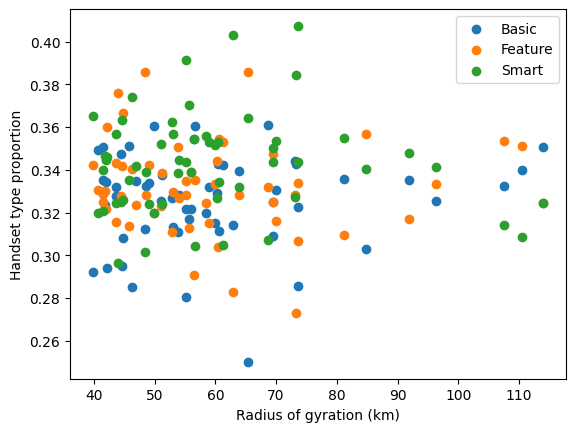 Basic
Feature
Smart
0.40
0.38
0.36
0.34
0.32
0.30
0.28
0.26
Handset type proportion
40 50 60 70 80 90 100 110
Radius of gyration (km)